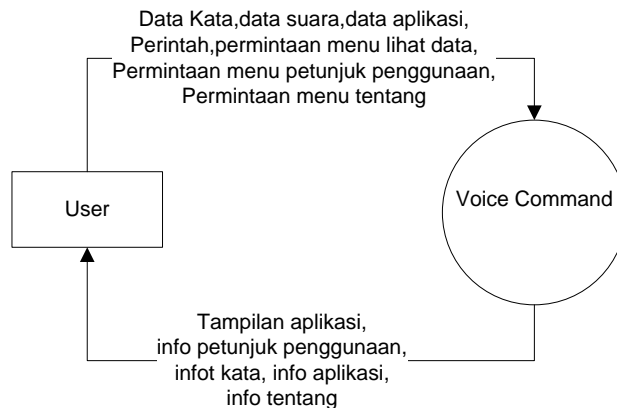 Data Kata,data suara,data aplikasi,
Perintah,permintaan menu lihat data,
Permintaan menu petunjuk penggunaan,
Permintaan menu tentang
User
Voice Command
Tampilan aplikasi,
info petunjuk penggunaan,
infot kata, info aplikasi,
info tentang